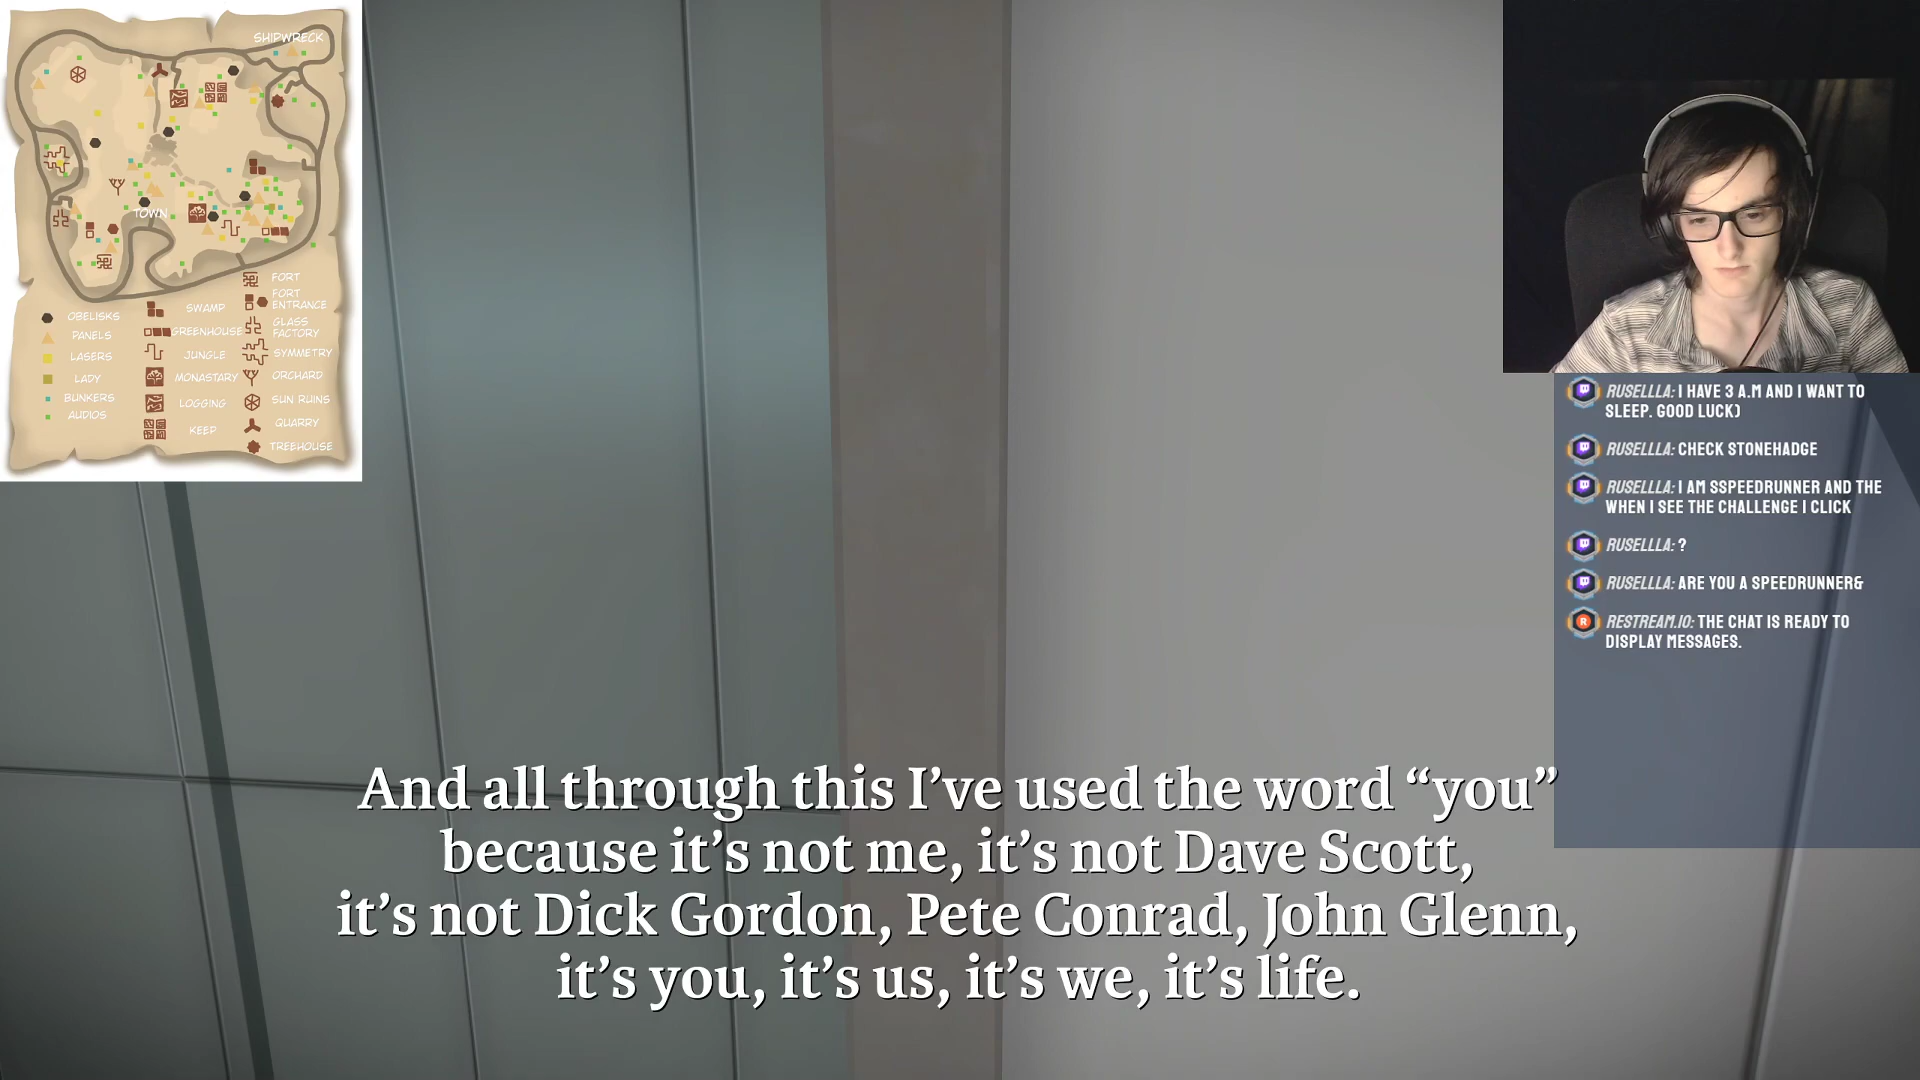 SHIPWRECK
TOWN
OBELISKS
PANELS
LASERS
LADY
BUNKERS
AUDIOS
SWAMP
GREENHOUSE
JUNGLE
MONASTARY
LOGGING
KEEP
FORT
FORT
ENTRANCE
GLASS
FACTORY
SYMMETRY
ORCHARD
SUN RUINS
QUARRY
TREEHOUSE
RUSELLLA: I HAVE 3 A.M AND I WANT TO
SLEEP. GOOD LUCK)
RUSELLLA: CHECK STONEHADGE
RUSELLLA: I AM SSPEEDRUNNER AND THE
WHEN I SEE THE CHALLENGE I CLICK
RUSELLLA: ?
RUSELLLA: ARE YOU A SPEEDRUNNER&
R
RESTREAM.IO: THE CHAT IS READY TO
DISPLAY MESSAGES.
And all through this I’ve used the word “you”
because it’s not me, it’s not Dave Scott,
it’s not Dick Gordon, Pete Conrad, John Glenn,
it’s you, it’s us, it’s we, it’s life.